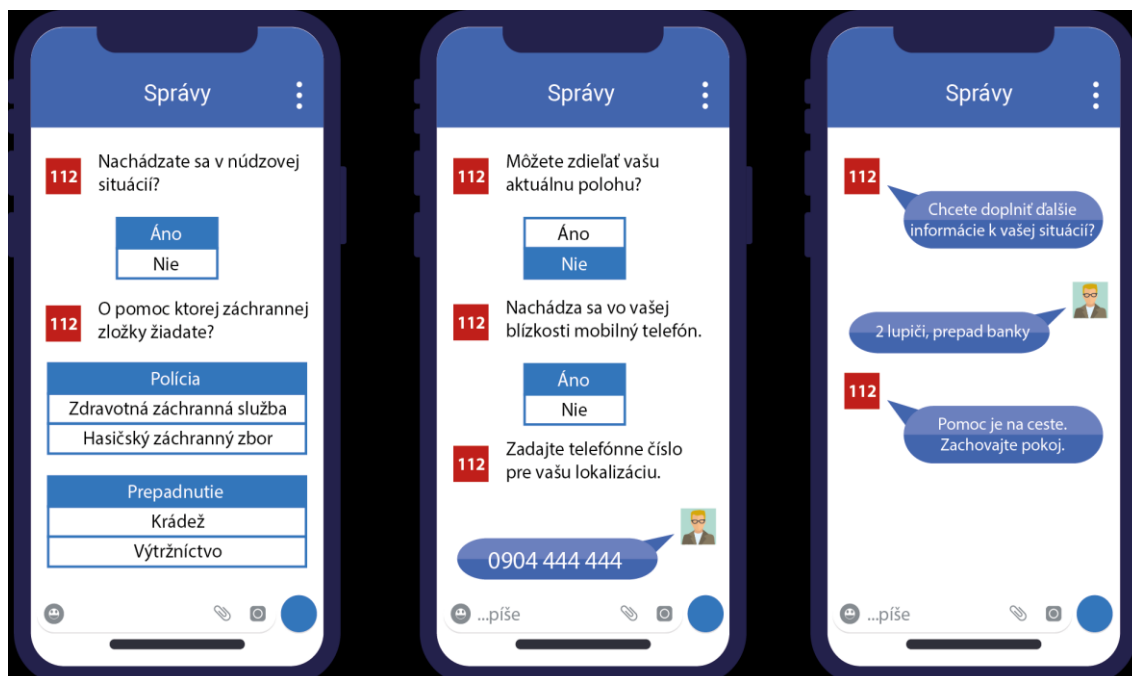 Správy
112
Nachádzate sa v núdzovej
situácií?
Áno
Nie
112
O pomoc ktorej záchrannej
zložky žiadate?
Polícia
Zdravotná záchranná služba
Hasičský záchranný zbor
Prepadnutie
Krádež
Výtržníctvo
Správy
112
Môžete zdieľať vašu
aktuálnu polohu?
Áno
Nie
112
Nachádza sa vo vašej
blízkosti mobilný telefón.
Áno
Nie
112
Zadajte telefónne číslo
pre vašu lokalizáciu.
0904 444 444
...píše
Správy
112
Chcete doplniť ďalšie
informácie k vašej situácií?
2 lupiči, prepad banky
112
Pomoc je na ceste.
Zachovajte pokoj.
...píše